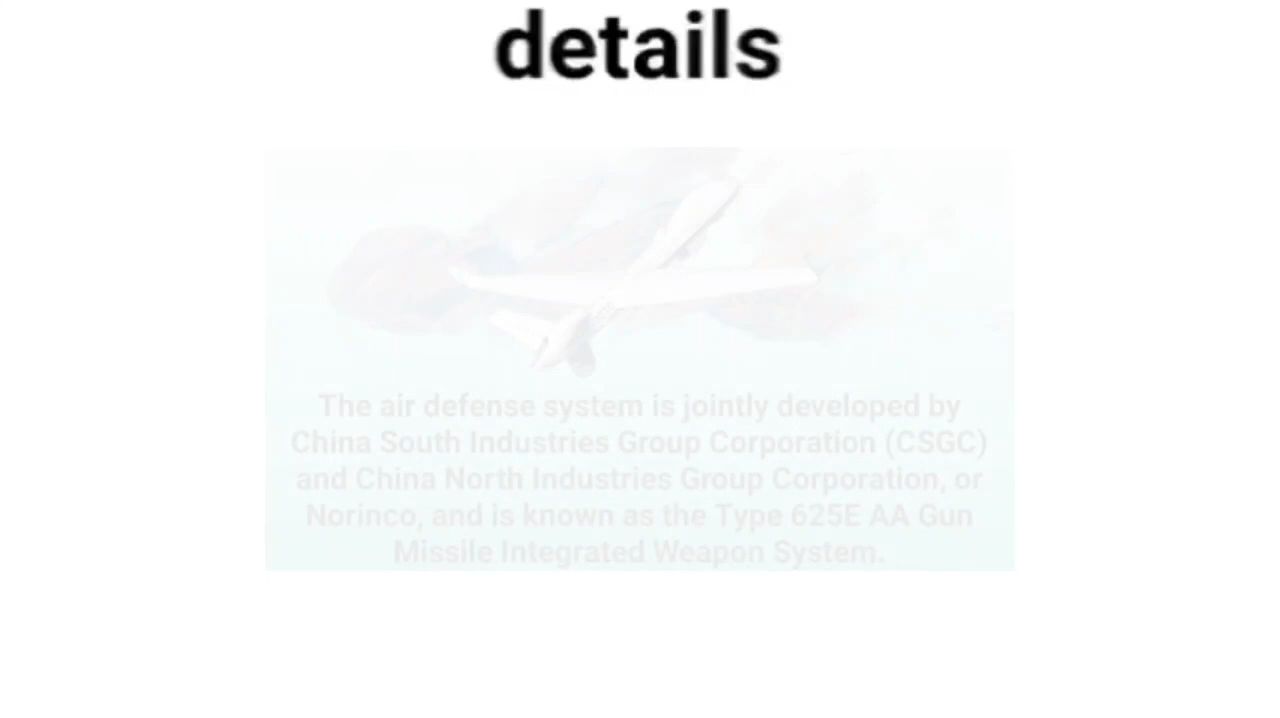 details
The air defense system is jointly developed by
China South Industries Group Corporation (CSGC)
and China North Industries Group Corporation, or
Norinco, and is known as the Type 625E AA Gun
Missile Integrated Weapon System.